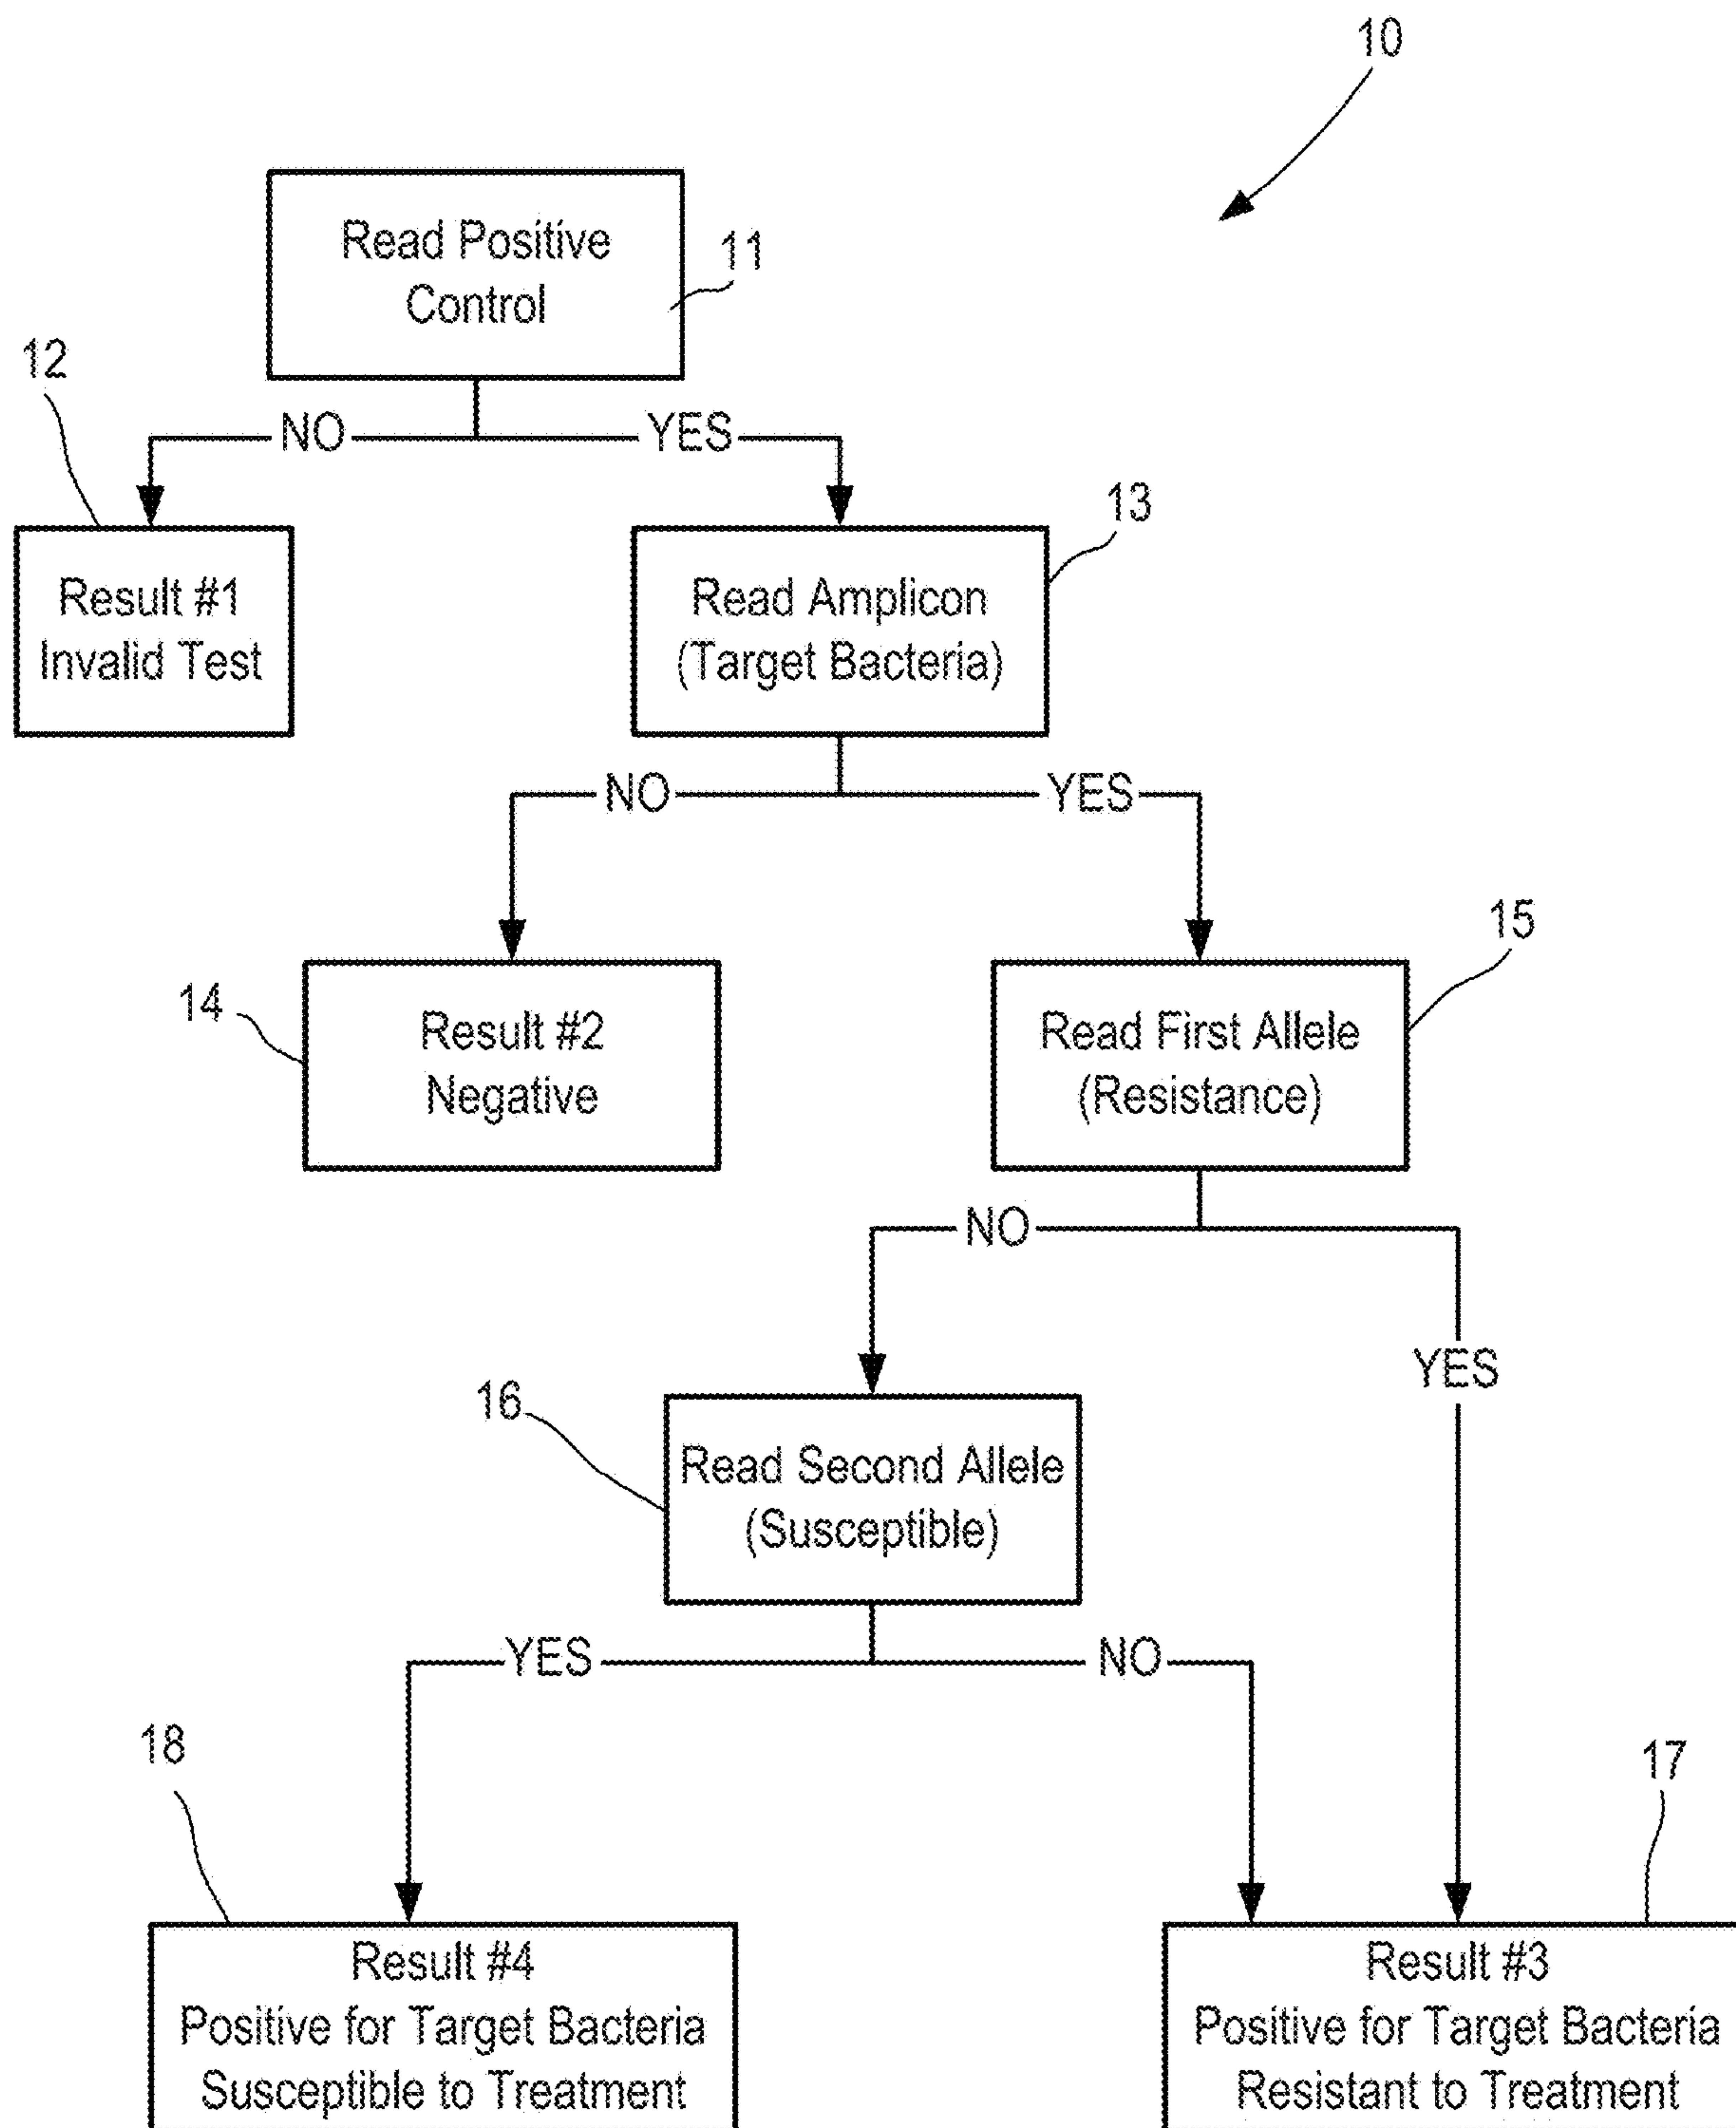 10
Read Positive
Control
11
12
NO
YES
Result #1
Invalid Test
13
Read Amplicon
(Target Bacteria)
NO
YES
14
Result #2
Negative
15
Read First Allele
(Resistance)
NO
YES
16
Read Second Allele
(Susceptible)
YES
NO
18
17
Result #4
Positive for Target Bacteria
Susceptible to Treatment
Result #3
Positive for Target Bacteria
Resistant to Treatment